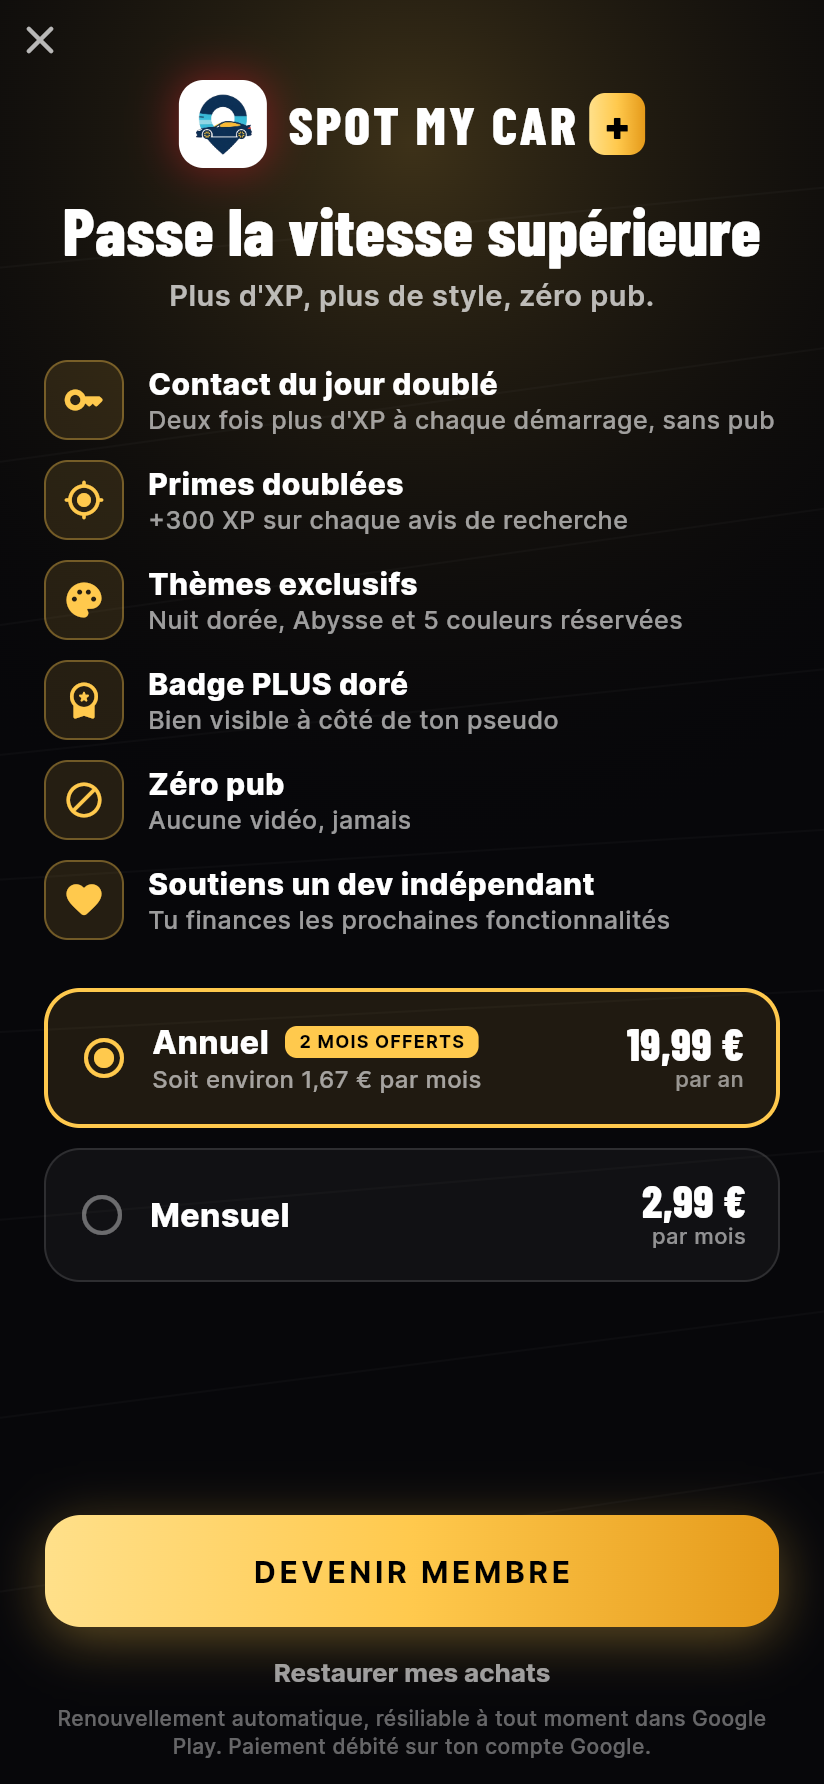 SPOT MY CAR +
Passe la vitesse supérieure
Plus d'XP, plus de style, zéro pub.
Contact du jour doublé
Deux fois plus d'XP à chaque démarrage, sans pub
Primes doublées
+300 XP sur chaque avis de recherche
Thèmes exclusifs
Nuit dorée, Abysse et 5 couleurs réservées
Badge PLUS doré
Bien visible à côté de ton pseudo
Zéro pub
Aucune vidéo, jamais
Soutiens un dev indépendant
Tu finances les prochaines fonctionnalités
Annuel 2 MOIS OFFERTS 19,99 €
Soit environ 1,67 € par mois par an
Mensuel 2,99 €
par mois
DEVENIR MEMBRE
Restaurer mes achats
Renouvellement automatique, résiliable à tout moment dans Google
Play. Paiement débité sur ton compte Google.